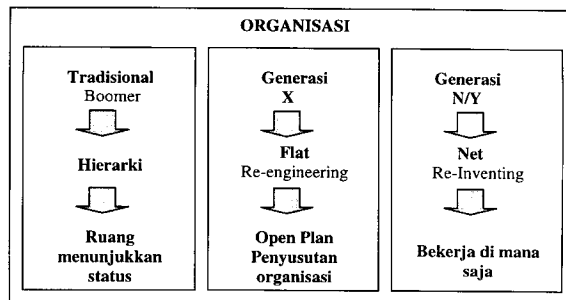 ORGANISASI
Tradisional
Boomer
Hierarki
Ruang
menunjukkan
status
Generasi
X
Flat
Re-engineering
Open Plan
Penyusutan
organisasi
Generasi
N/Y
Net
Re-Inventing
Bekerja di mana
saja